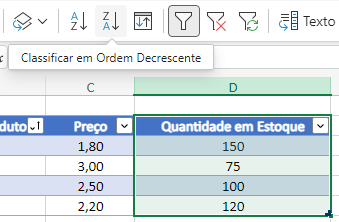 A Z Z A Texto
Classificar em Ordem Decrescente
C D
duto Preço Quantidade em Estoque
1,80 150
3,00 75
2,50 100
2,20 120